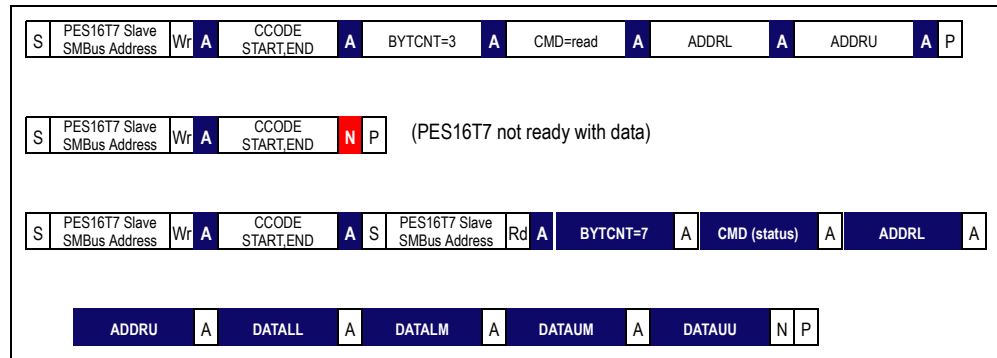 S PES16T7 Slave SMBus Address Wr A CCODE START,END A BYTCNT=3 A CMD=read A ADDRL A ADDRU A P
S PES16T7 Slave SMBus Address Wr A CCODE START,END N P (PES16T7 not ready with data)
S PES16T7 Slave SMBus Address Wr A CCODE START,END A S PES16T7 Slave SMBus Address Rd A BYTCNT=7 A CMD (status) A ADDRL A
ADDRU A DATALL A DATALM A DATAUM A DATAUU N P